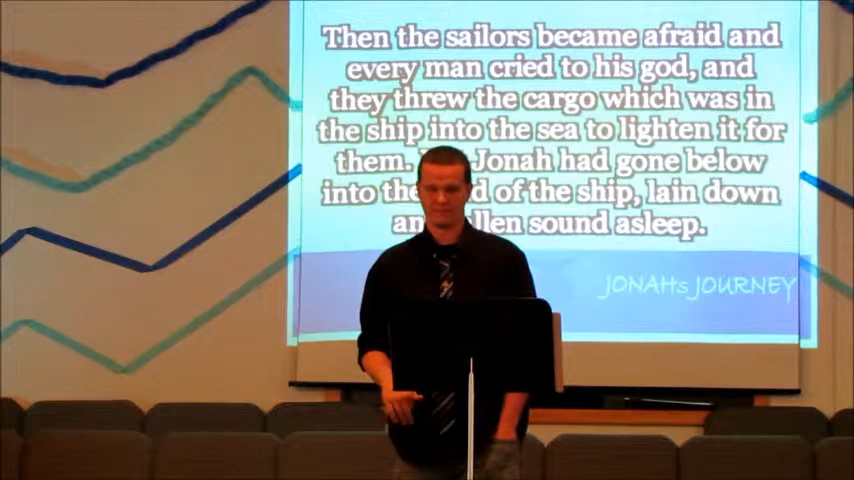 Then the sailors became afraid and
every man cried to his god, and
they threw the cargo which was in
the ship into the sea to lighten it for
them. Jonah had gone below
into the of the ship, lain down
and sound asleep.
JONAHs JOURNEY